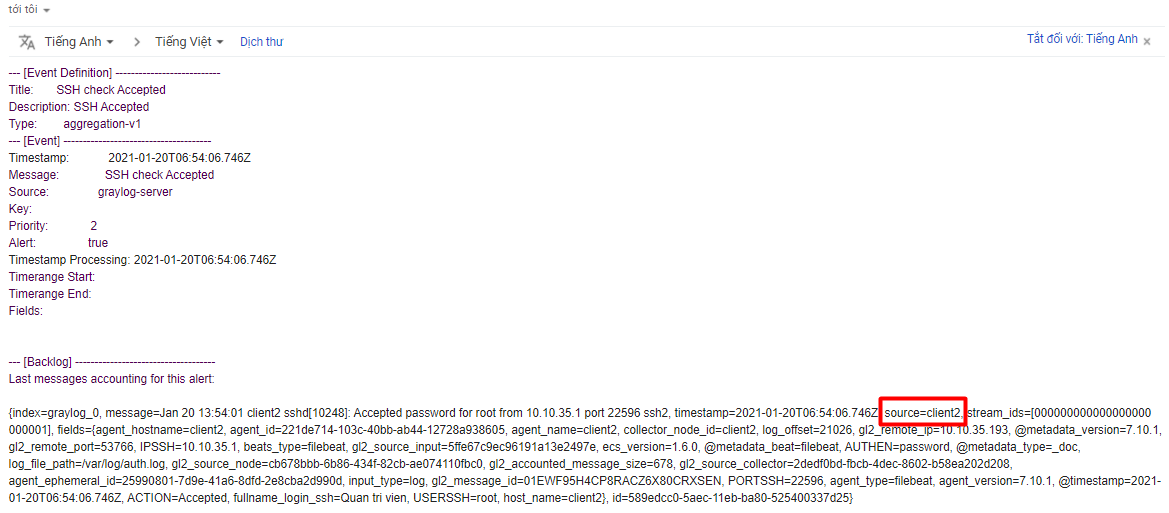 tới tôi
Tiếng Anh > Tiếng Việt Dịch thư Tắt đối với: Tiếng Anh x
--- [Event Definition] ---------------------------
Title: SSH check Accepted
Description: SSH Accepted
Type: aggregation-v1
--- [Event] --------------------------------------
Timestamp: 2021-01-20T06:54:06.746Z
Message: SSH check Accepted
Source: graylog-server
Key:
Priority: 2
Alert: true
Timestamp Processing: 2021-01-20T06:54:06.746Z
Timerange Start:
Timerange End:
Fields:
--- [Backlog] ------------------------------------
Last messages accounting for this alert:
{index=graylog_0, message=Jan 20 13:54:01 client2 sshd[10248]: Accepted password for root from 10.10.35.1 port 22596 ssh2, timestamp=2021-01-20T06:54:06.746Z, source=client2, stream_ids=[000000000000000000
000001], fields={agent_hostname=client2, agent_id=221de714-103c-40bb-ab44-12728a938605, agent_name=client2, collector_node_id=client2, log_offset=21026, gl2_remote_ip=10.10.35.193, @metadata_version=7.10.1,
gl2_remote_port=53766, IPSSH=10.10.35.1, beats_type=filebeat, gl2_source_input=5ffe67c9ec96191a13e2497e, ecs_version=1.6.0, @metadata_beat=filebeat, AUTHEN=password, @metadata_type=_doc,
log_file_path=/var/log/auth.log, gl2_source_node=cb678bbb-6b86-434f-82cb-ae074110fbc0, gl2_accounted_message_size=678, gl2_source_collector=2dedf0bd-fbcb-4dec-8602-b58ea202d208,
agent_ephemeral_id=25990801-7d9e-41a6-8dfd-2e8cba2d990d, input_type=log, gl2_message_id=01EWF95H4CP8RACZ6X80CRXSEN, PORTSSH=22596, agent_type=filebeat, agent_version=7.10.1, @timestamp=2021-
01-20T06:54:06.746Z, ACTION=Accepted, fullname_login_ssh=Quan tri vien, USERSSH=root, host_name=client2}, id=589edcc0-5aec-11eb-ba80-525400337d25}